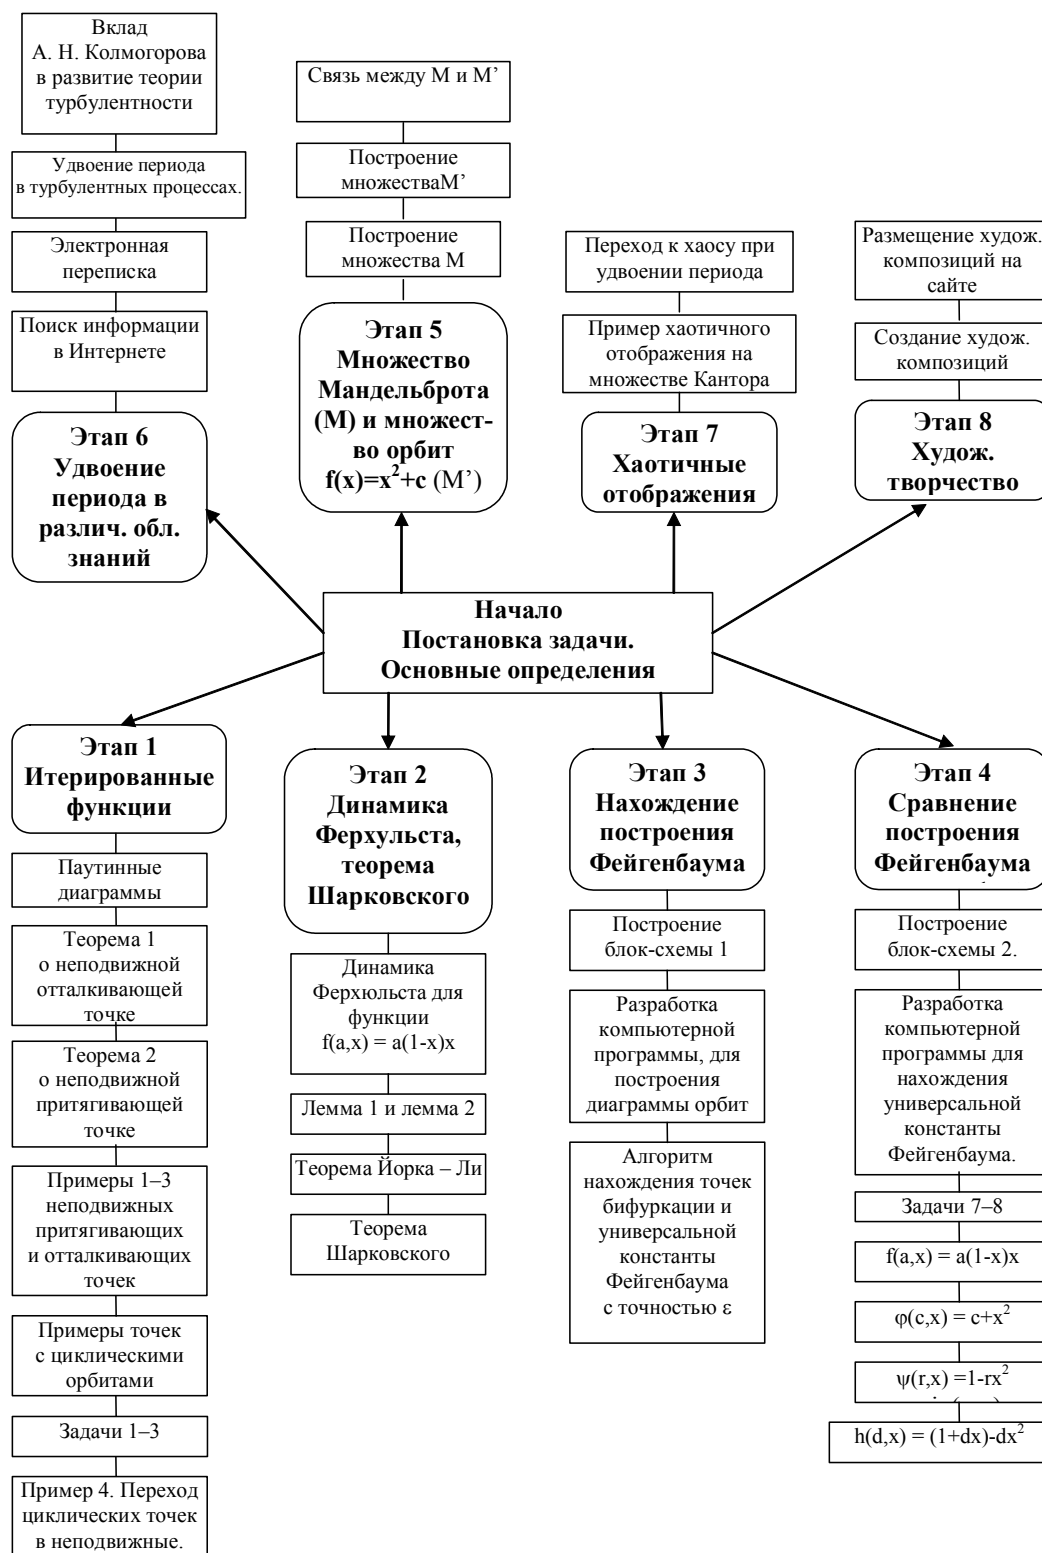 Вклад
А. Н. Колмогорова
в развитие теории
турбулентности
Удвоение периода
в турбулентных процессах.
Электронная
переписка
Поиск информации
в Интернете
Этап 6
Удвоение
периода в
различ. обл.
знаний
Связь между М и М’
Построение
множестваМ’
Построение
множества М
Этап 5
Множество
Мандельброта
(М) и множест-
во орбит
f(x)=x²+c (М’)
Переход к хаосу при
удвоении периода
Пример хаотичного
отображения на
множестве Кантора
Этап 7
Хаотичные
отображения
Размещение худож.
композиций на
сайте
Создание худож.
композиций
Этап 8
Худож.
творчество
Начало
Постановка задачи.
Основные определения
Этап 1
Итерированные
функции
Паутинные
диаграммы
Теорема 1
о неподвижной
отталкивающей
точке
Теорема 2
о неподвижной
притягивающей
точке
Примеры 1–3
неподвижных
притягивающих
и отталкивающих
точек
Примеры точек
с циклическими
орбитами
Задачи 1–3
Пример 4. Переход
циклических точек
в неподвижные.
Этап 2
Динамика
Ферхульста,
теорема
Шарковского
Динамика
Ферхюльста для
функции
f(a,x) = a(1-x)x
Лемма 1 и лемма 2
Теорема Йорка – Ли
Теорема
Шарковского
Этап 3
Нахождение
построения
Фейгенбаума
Построение
блок-схемы 1
Разработка
компьютерной
программы, для
построения
диаграммы орбит
Алгоритм
нахождения точек
бифуркации и
универсальной
константы
Фейгенбаума
с точностью ε
Этап 4
Сравнение
построения
Фейгенбаума
Построение
блок-схемы 2.
Разработка
компьютерной
программы для
нахождения
универсальной
константы
Фейгенбаума.
Задачи 7–8
f(a,x) = a(1-x)x
φ(c,x) = c+x²
ψ(r,x) =1-rx²
h(d,x) = (1+dx)-dx²